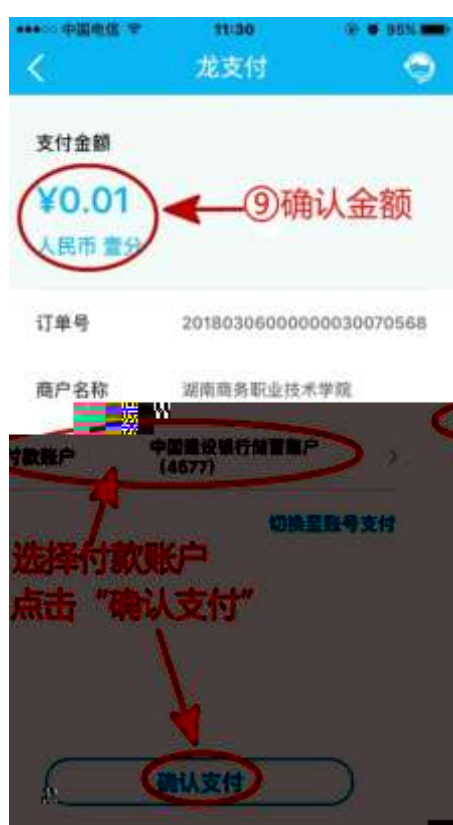 中国电信 11:30 95%
龙支付
支付金额
¥0.01
⑨确认金额
人民币 壹分
订单号 20180306000000030070568
商户名称 湖南商务职业技术学院
付款账户 中国建设银行储蓄账户
(4577)
切换至账号支付
选择付款账户
点击“确认支付”
确认支付